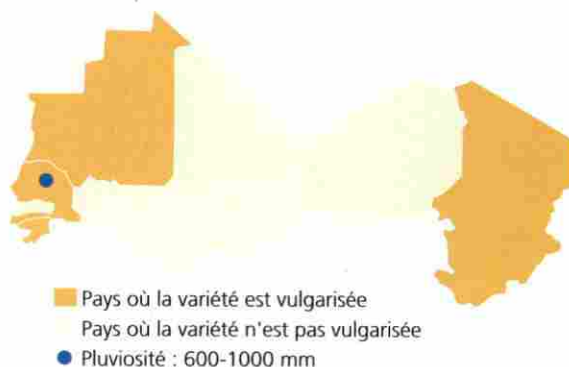 Pays où la variété est vulgarisée
Pays où la variété n'est pas vulgarisée
Pluviosité : 600-1000 mm